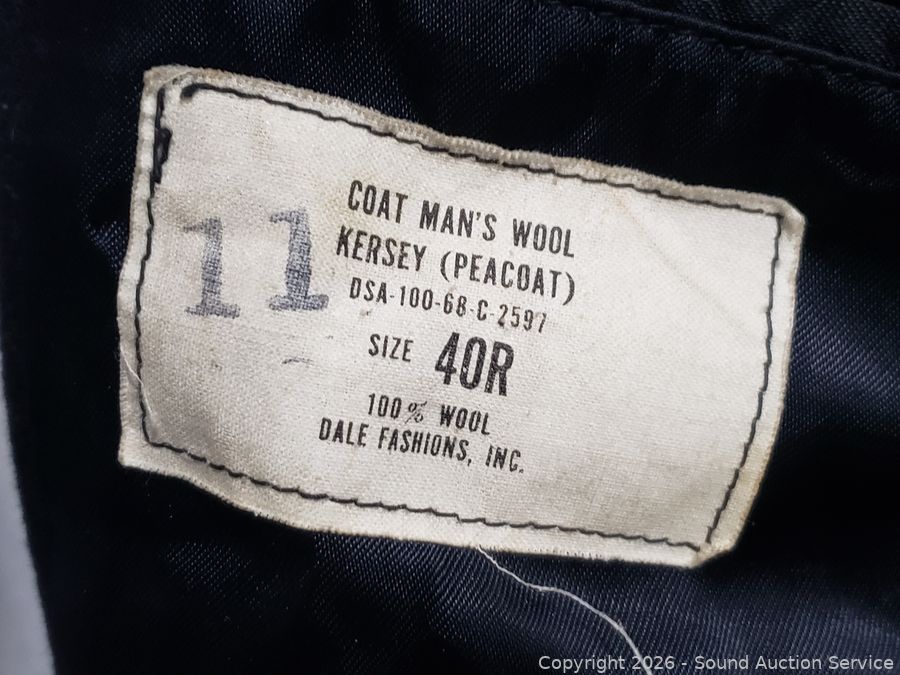 11
COAT MAN'S WOOL
KERSEY (PEACOAT)
DSA-100-68-C-2597
SIZE 40R
100% WOOL
DALE FASHIONS, INC.
Copyright 2026 - Sound Auction Service